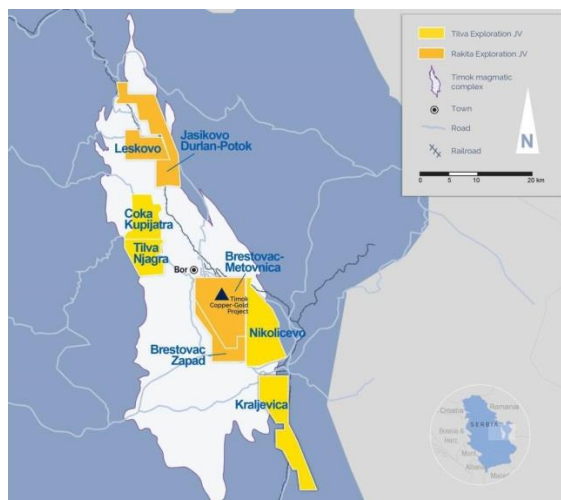 Tilva Exploration JV
Rakita Exploration JV
Timok magmatic
complex
Town
Road
Railroad
N
0 5 10 20 km
Jasikovo
Durlan-Potok
Leskovo
Coka
Kupijatra
Tilva
Njagra
Brestovac-
Metovnica
Bor
Timok
Copper-Gold
Project
Nikolicevo
Brestovac
Zapad
Kraljevica
Croatia
Romania
SERBIA
Bosnia &
Herc.
Mont.